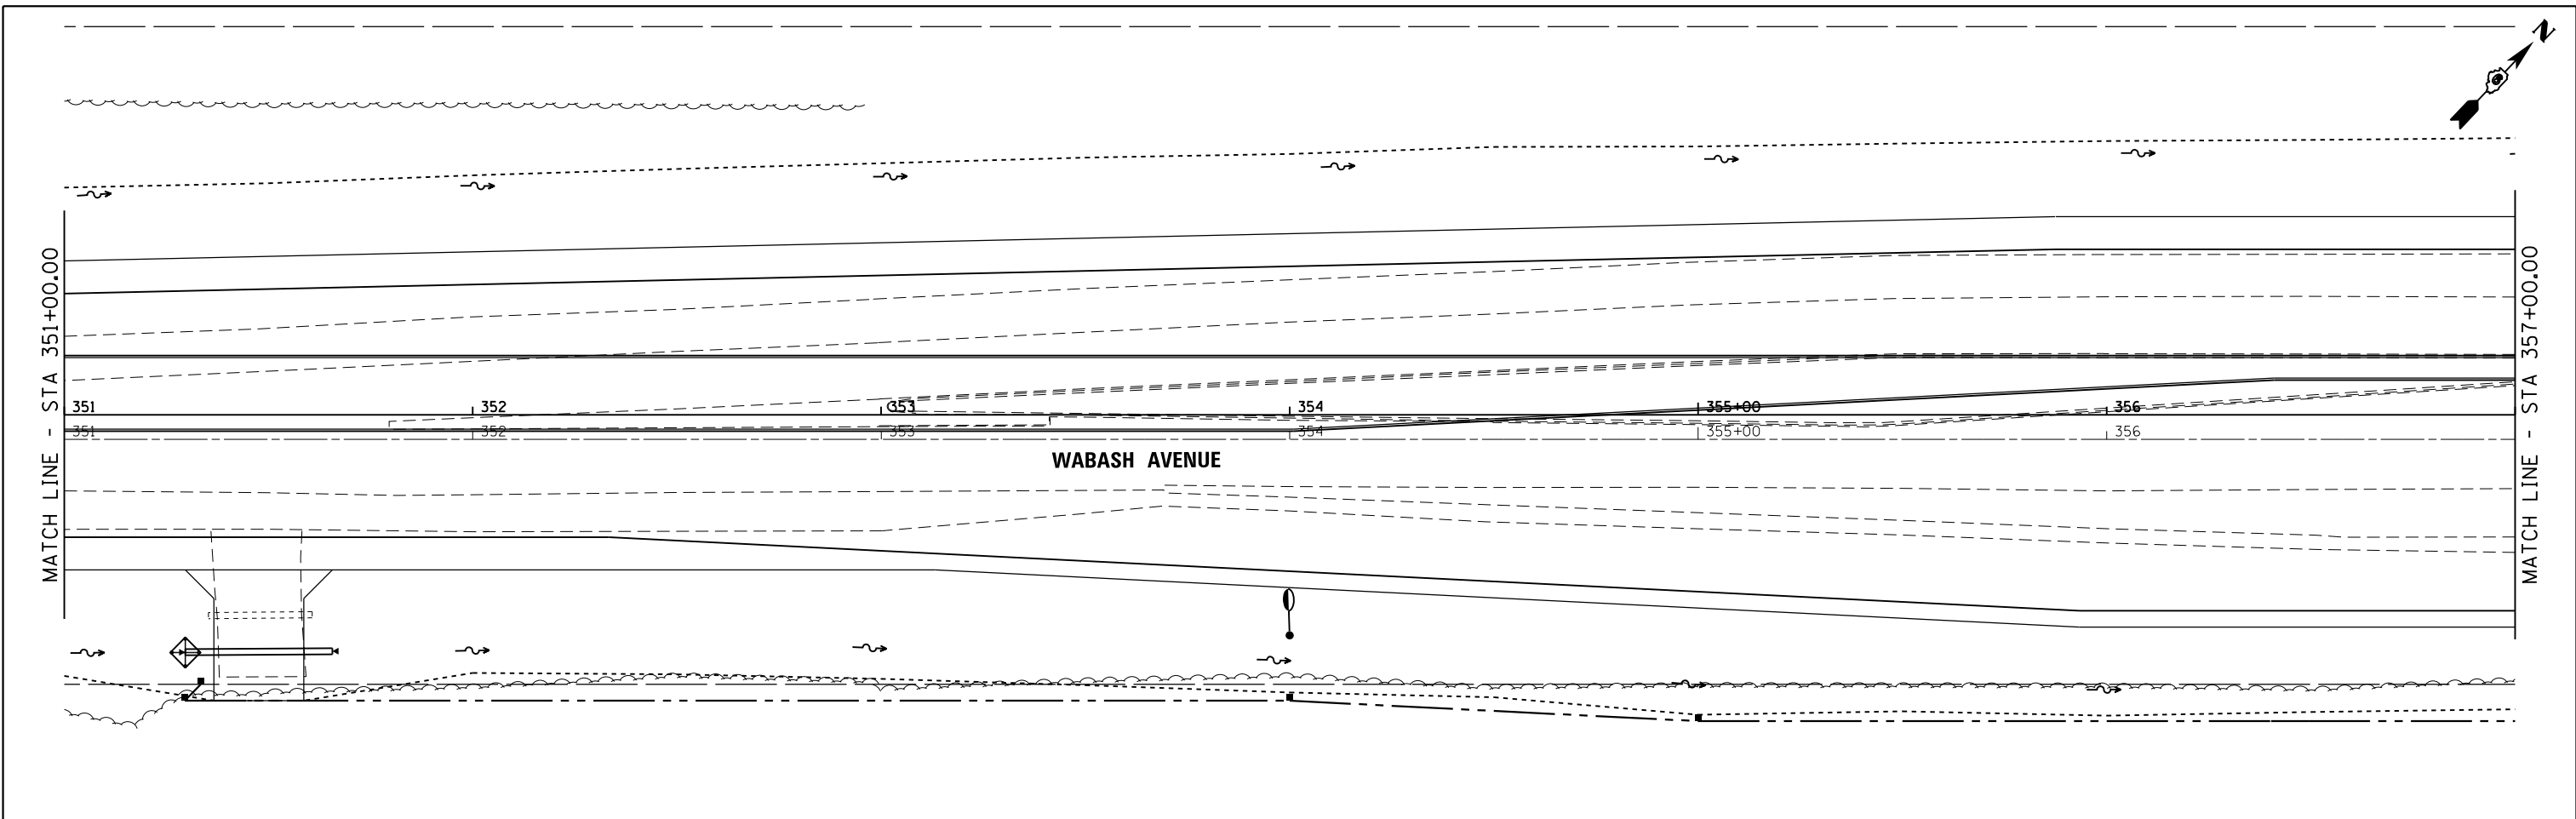 N
MATCH LINE - STA 351+00.00
MATCH LINE - STA 357+00.00
351 352 353 354 355+00 356
351 352 353 354 355+00 356
WABASH AVENUE